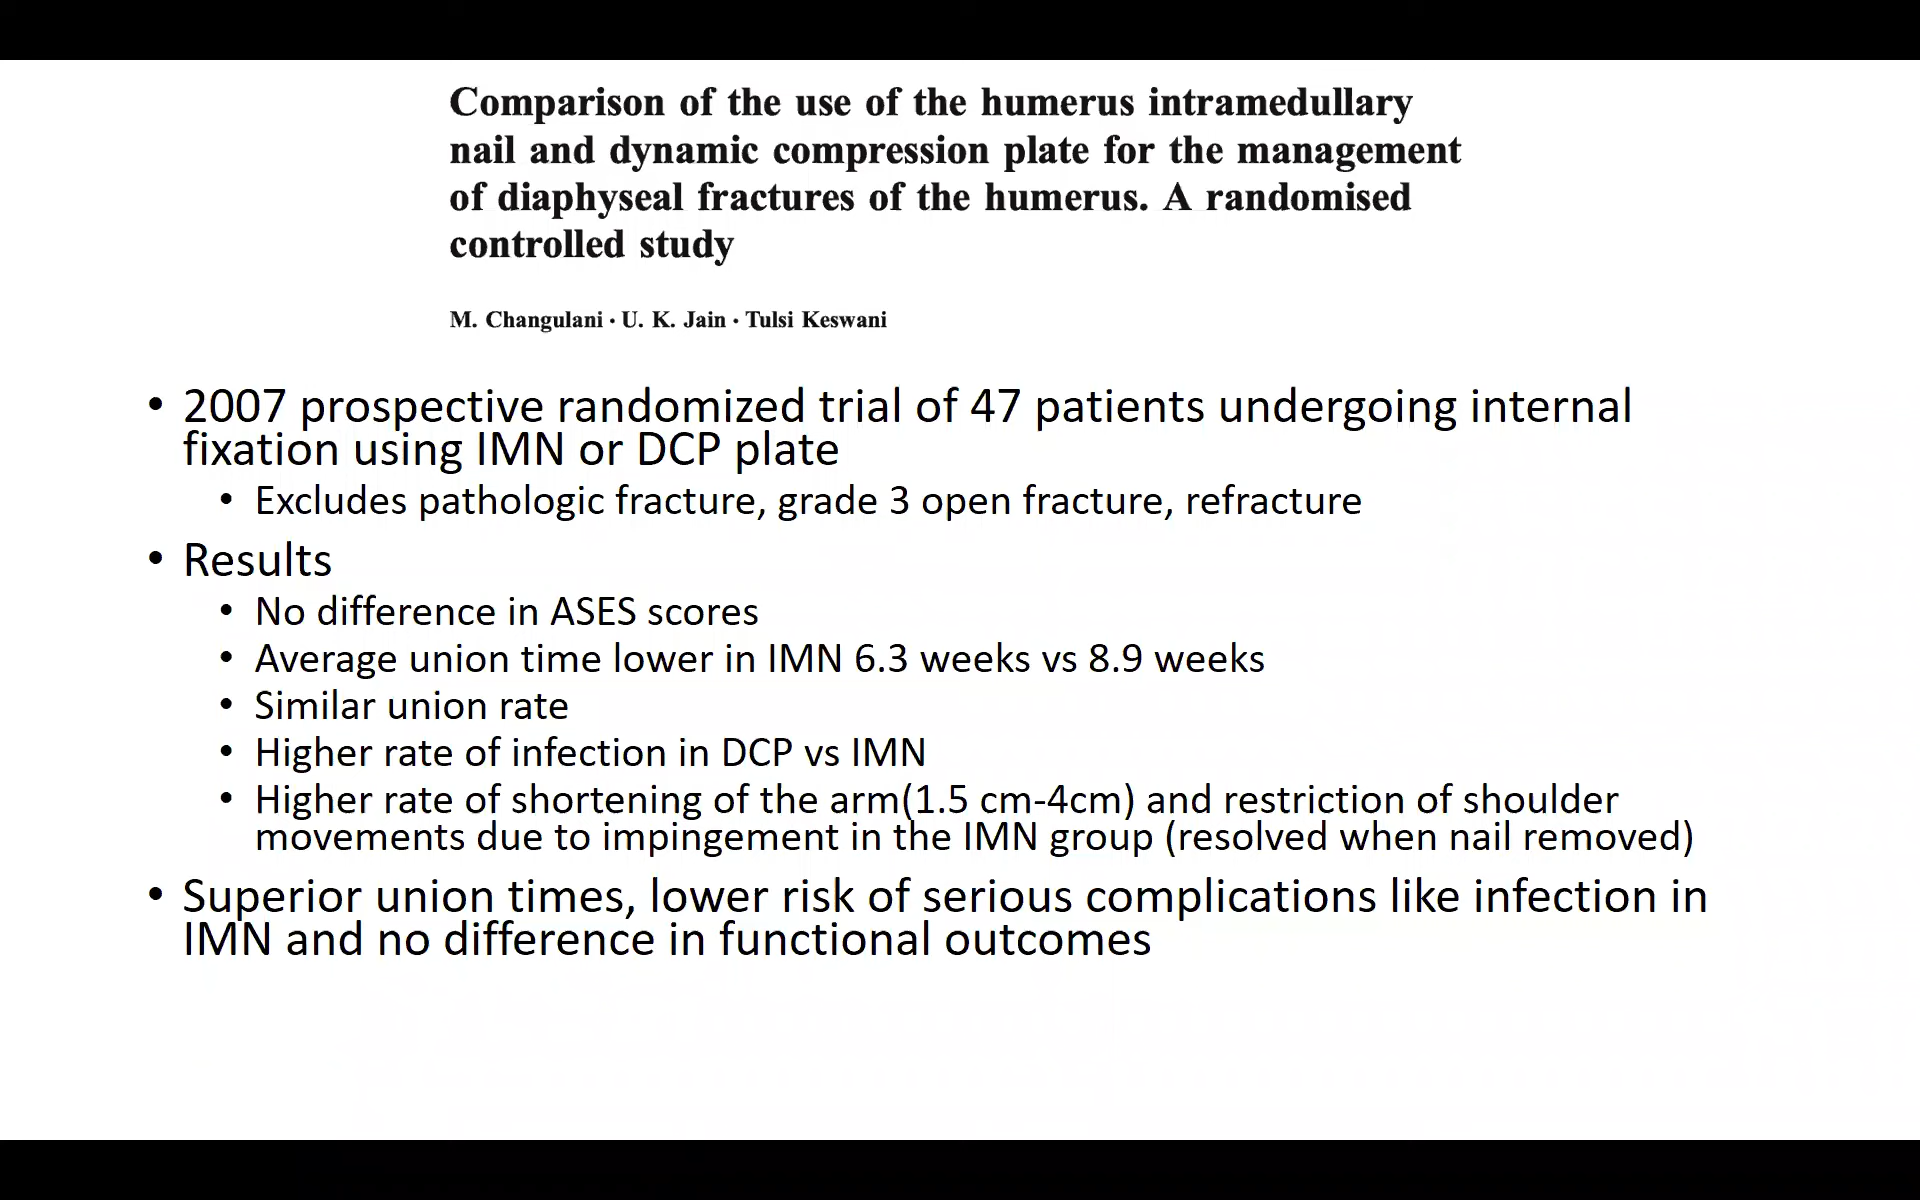 Comparison of the use of the humerus intramedullary
nail and dynamic compression plate for the management
of diaphyseal fractures of the humerus. A randomised
controlled study
M. Changulani · U. K. Jain · Tulsi Keswani
• 2007 prospective randomized trial of 47 patients undergoing internal
fixation using IMN or DCP plate
• Excludes pathologic fracture, grade 3 open fracture, refracture
• Results
• No difference in ASES scores
• Average union time lower in IMN 6.3 weeks vs 8.9 weeks
• Similar union rate
• Higher rate of infection in DCP vs IMN
• Higher rate of shortening of the arm(1.5 cm-4cm) and restriction of shoulder
movements due to impingement in the IMN group (resolved when nail removed)
• Superior union times, lower risk of serious complications like infection in
IMN and no difference in functional outcomes